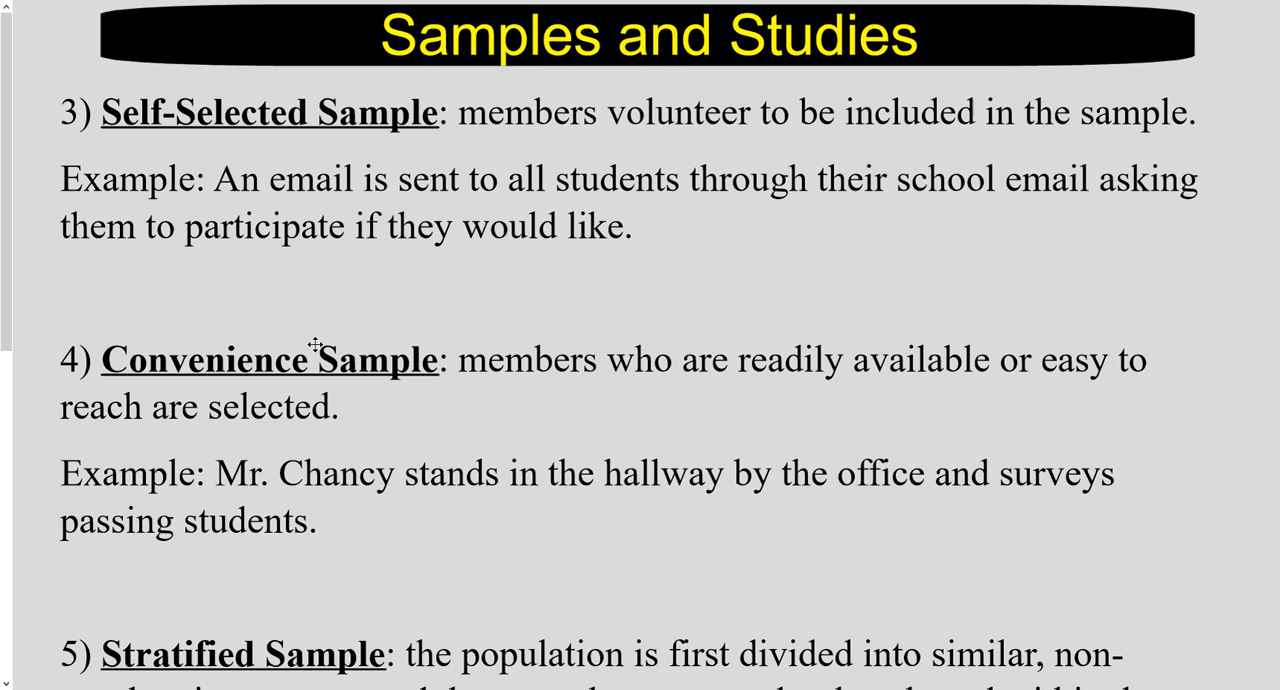 Samples and Studies
3) Self-Selected Sample: members volunteer to be included in the sample.
Example: An email is sent to all students through their school email asking
them to participate if they would like.
4) Convenience Sample: members who are readily available or easy to
reach are selected.
Example: Mr. Chancy stands in the hallway by the office and surveys
passing students.
5) Stratified Sample: the population is first divided into similar, non-